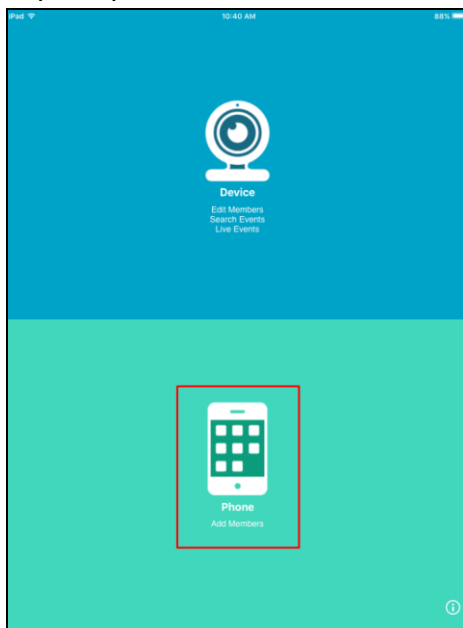 iPad
10:40 AM
88%
Device
Edit Members
Search Events
Live Events
Phone
Add Members